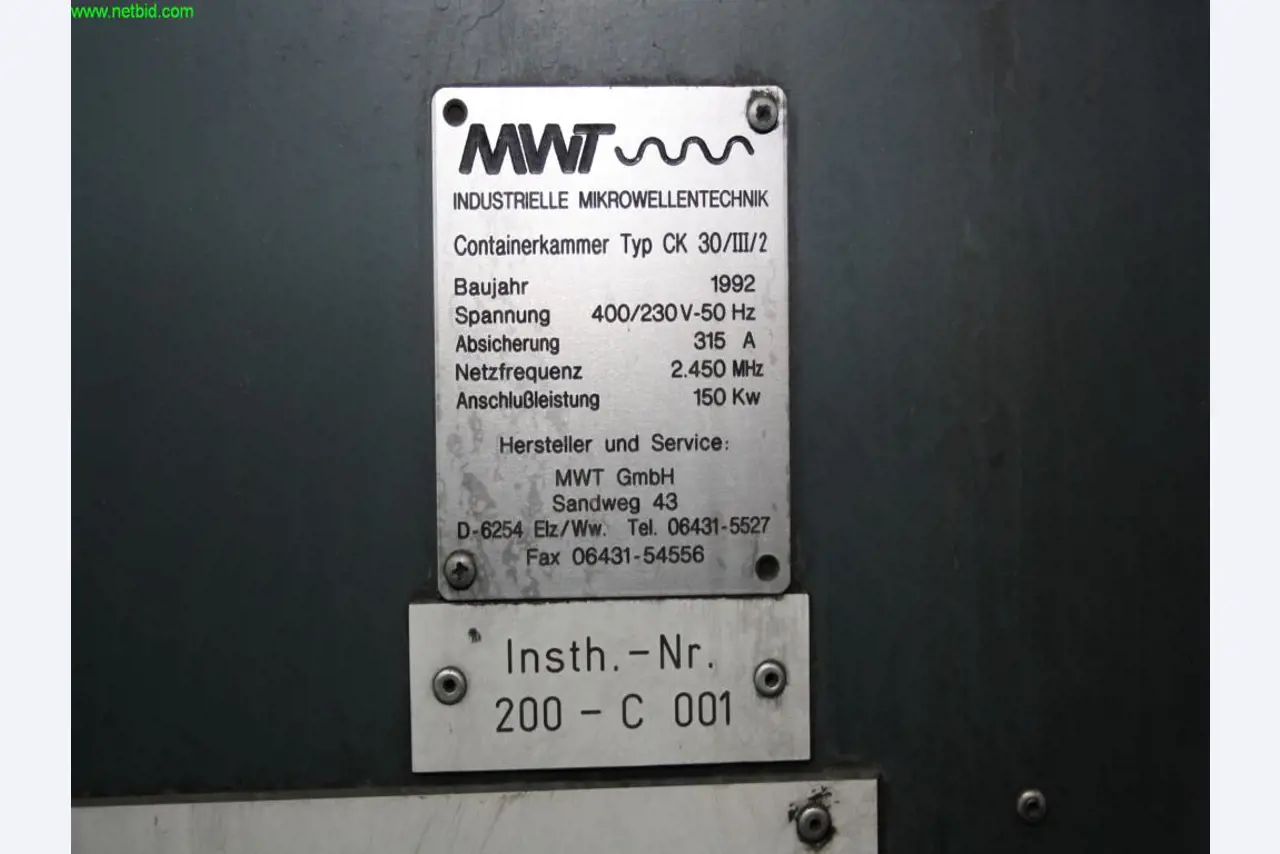 www.netbid.com
MWT
INDUSTRIELLE MIKROWELLENTECHNIK
Containerkammer Typ CK 30/III/2
Baujahr 1992
Spannung 400/230V-50 Hz
Absicherung 315 A
Netzfrequenz 2.450 MHz
Anschlußleistung 150 Kw
Hersteller und Service:
MWT GmbH
Sandweg 43
D-6254 Elz/Ww. Tel. 06431-5527
Fax 06431-54556
Insth.-Nr.
200 - C 001